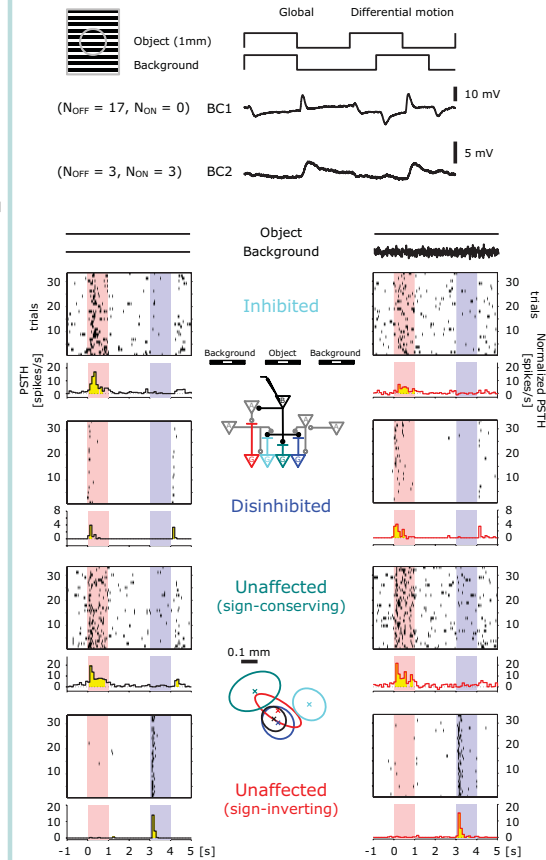 Global Differential motion
Object (1mm)
Background
10 mV
(NOFF = 17, NON = 0) BC1
5 mV
(NOFF = 3, NON = 3) BC2
Object
Background
Inhibited
trials
30
20
10
trials
30
20
10
PSTH
[spikes/s]
20
10
0
Normalized PSTH
[spikes/s]
20
10
0
Background Object Background
30
20
10
30
20
10
Disinhibited
8
4
0
8
4
0
30
20
10
30
20
10
Unaffected
(sign-conserving)
20
10
0
20
10
0
0.1 mm
30
20
10
30
20
10
Unaffected
(sign-inverting)
20
10
0
20
10
0
-1 0 1 2 3 4 5 [s]
-1 0 1 2 3 4 5 [s]